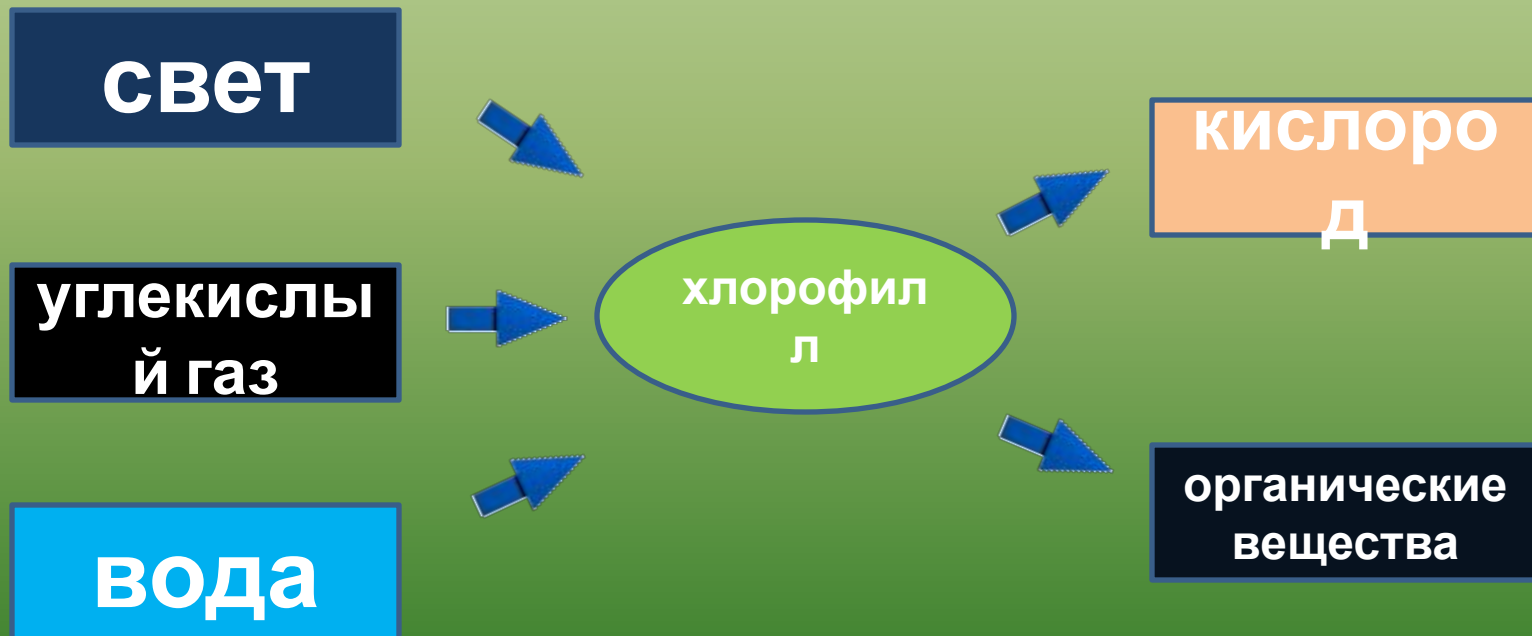 свет
углекислы
й газ
вода
хлорофил
л
кислоро
д
органические
вещества